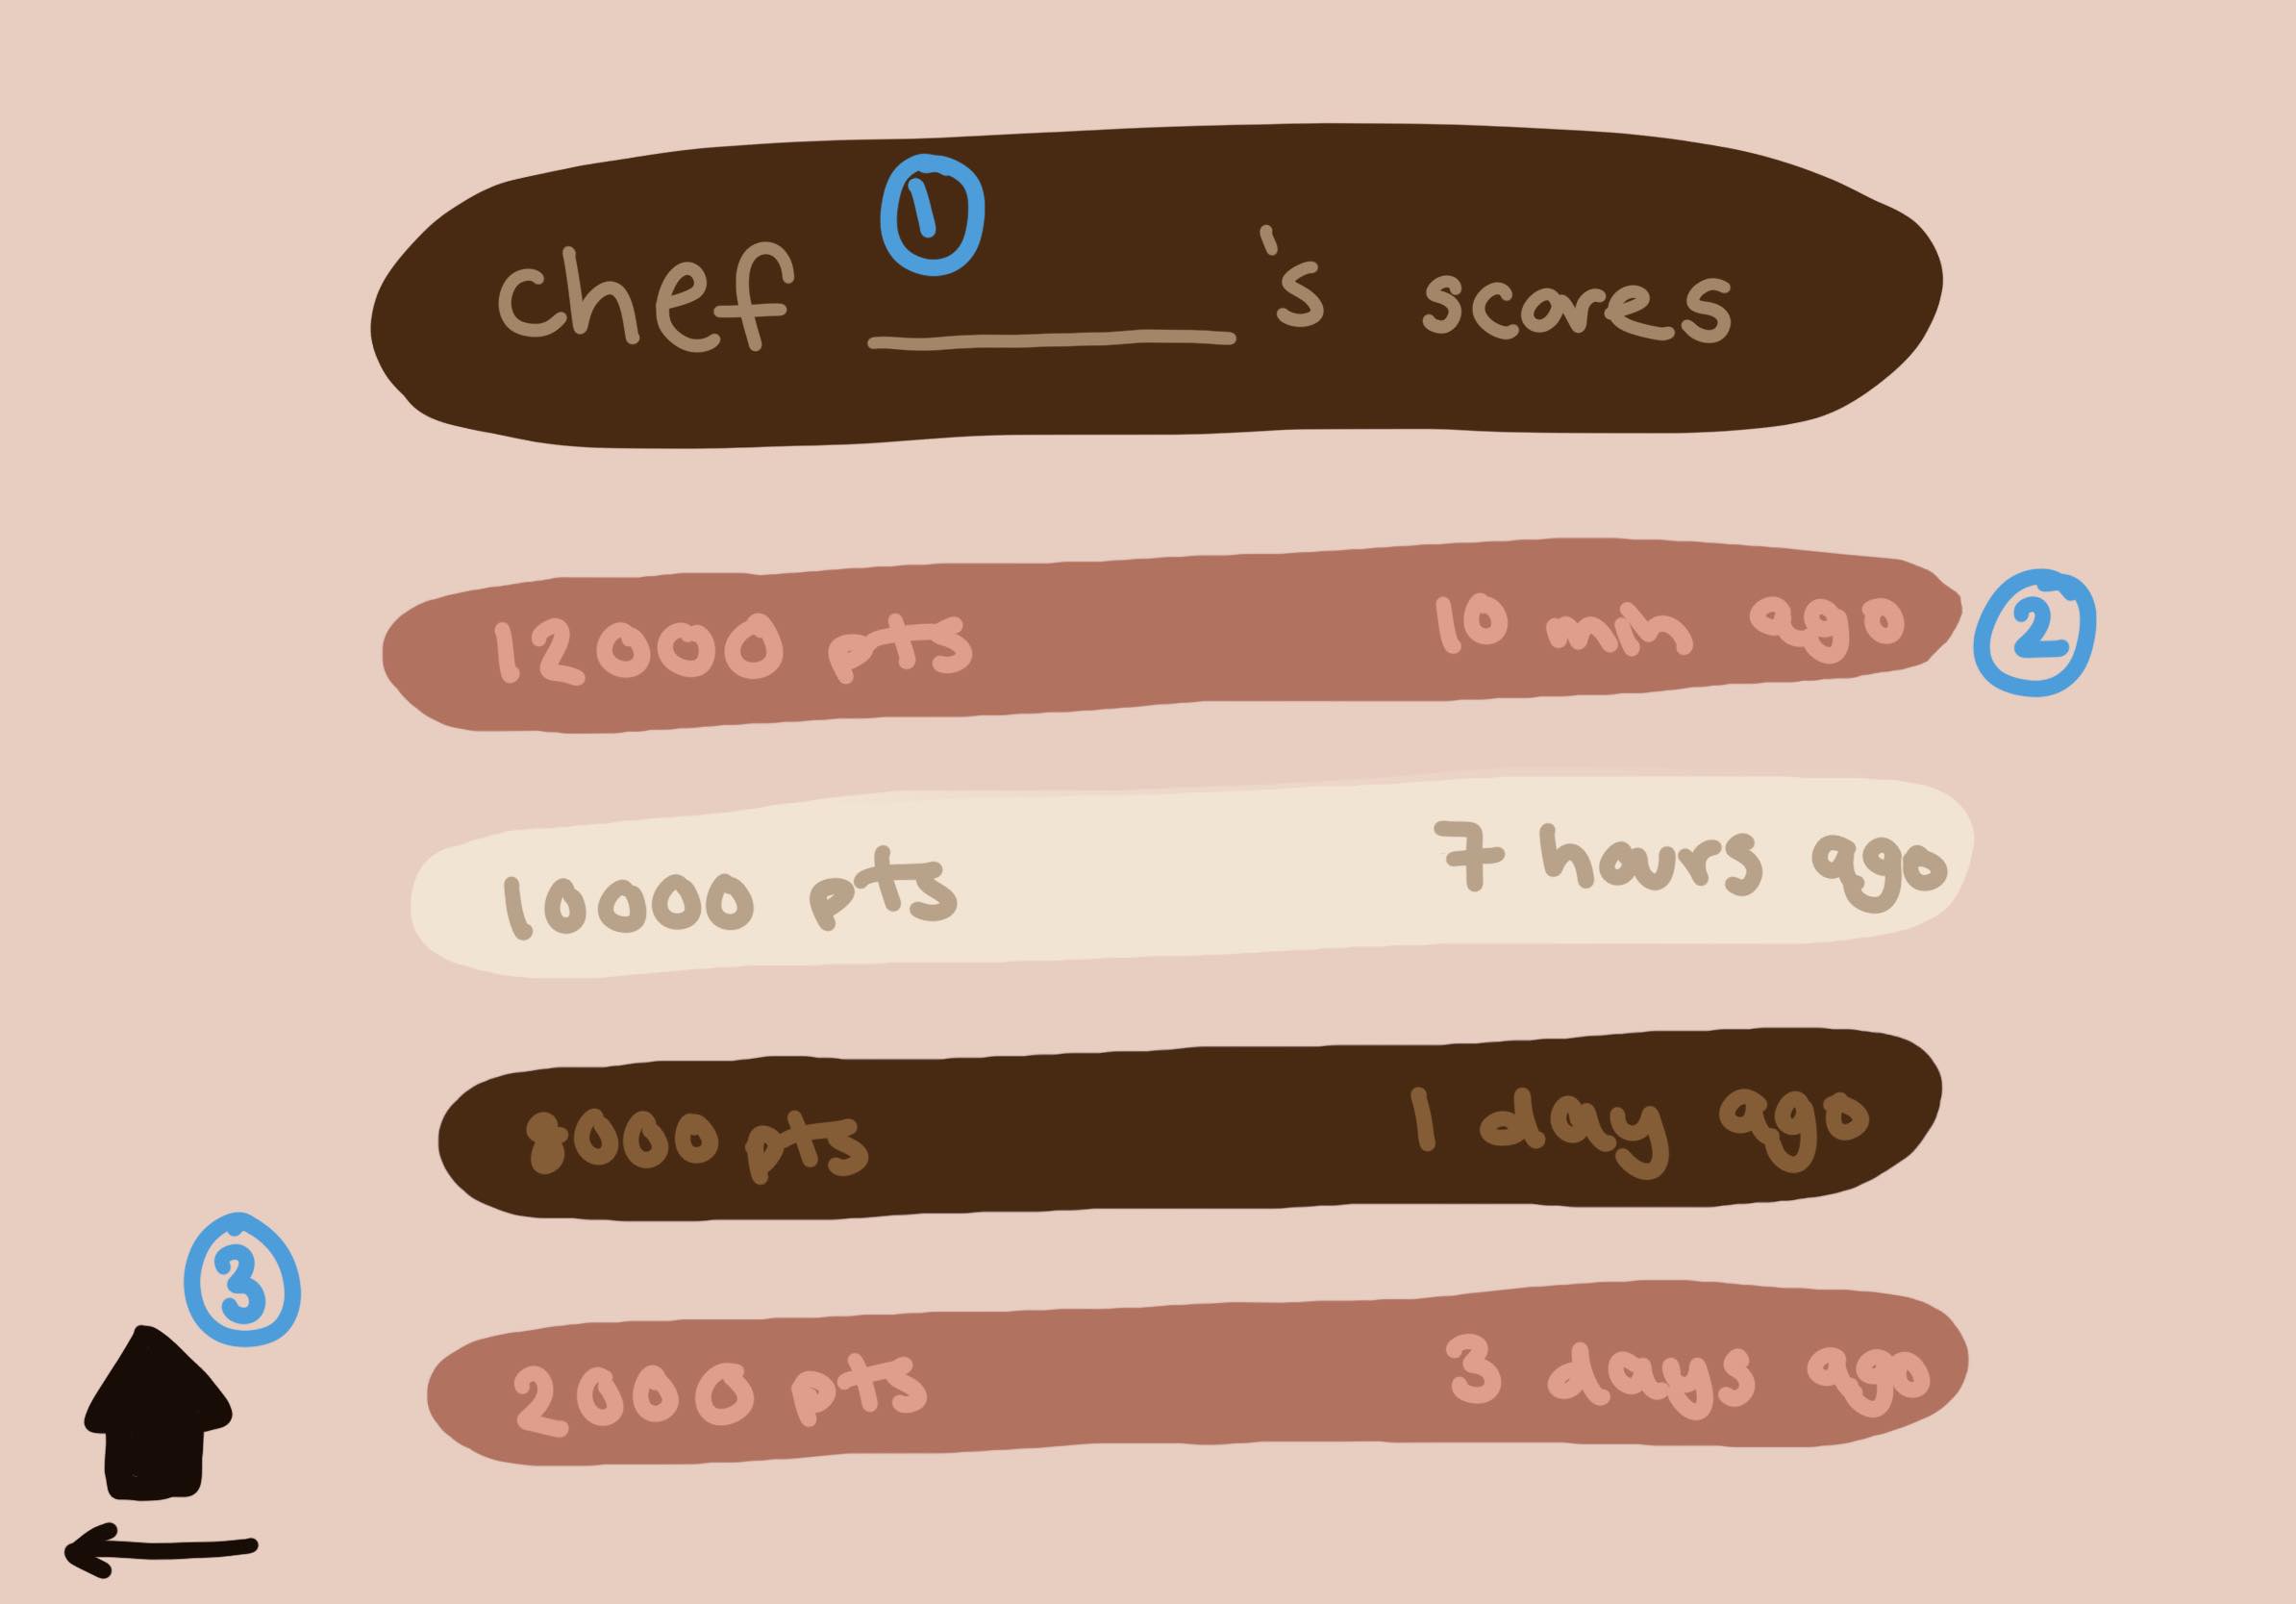 1
chef ______'s scores
12000 pts 10 min ago
2
10000 pts 7 hours ago
8000 pts 1 day ago
3
2000 pts 3 days ago